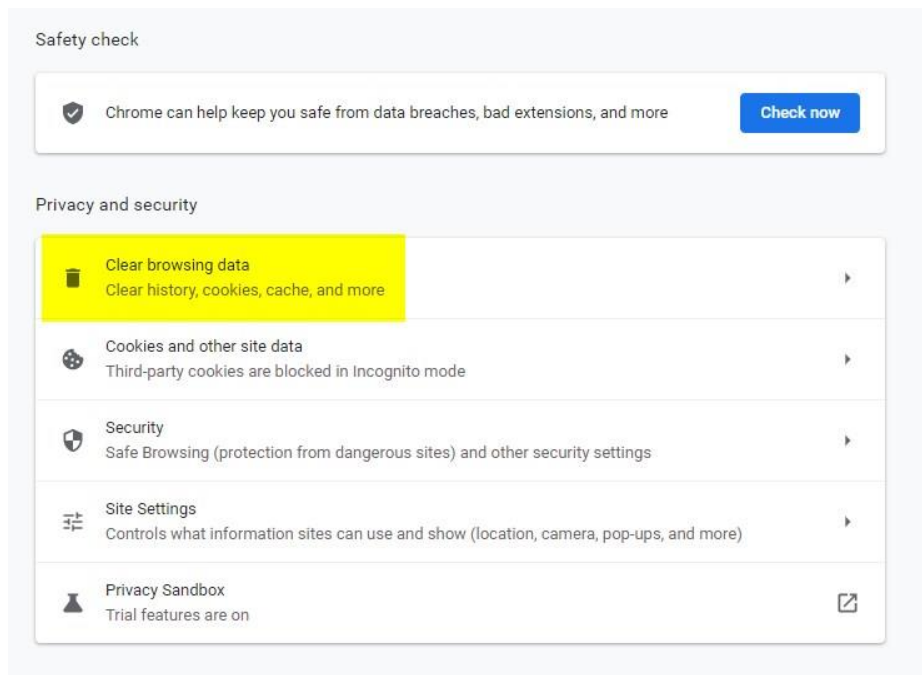 Safety check
Chrome can help keep you safe from data breaches, bad extensions, and more
Check now
Privacy and security
Clear browsing data
Clear history, cookies, cache, and more
Cookies and other site data
Third-party cookies are blocked in Incognito mode
Security
Safe Browsing (protection from dangerous sites) and other security settings
Site Settings
Controls what information sites can use and show (location, camera, pop-ups, and more)
Privacy Sandbox
Trial features are on